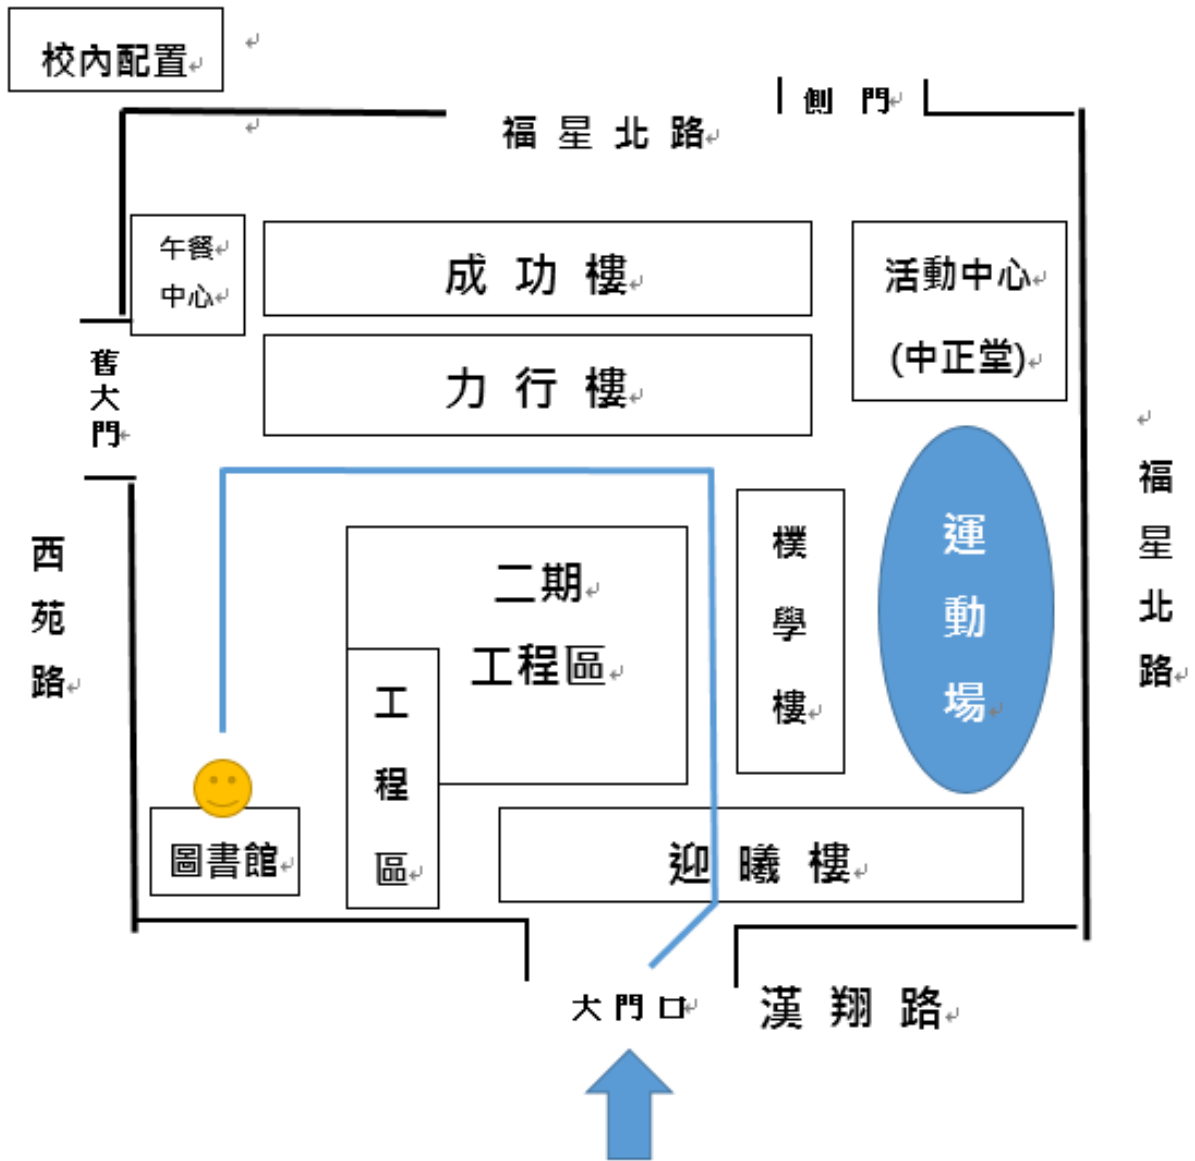 校內配置
側 門
福 星 北 路
午餐
中心
成 功 樓
活動中心
(中正堂)
力 行 樓
舊
大
門
福
星
北
路
西
苑
路
二期
工程區
樸
學
樓
運
動
場
工
程
區
圖書館
迎 曦 樓
大 門 口
漢 翔 路